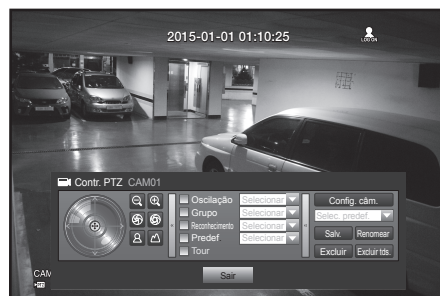 2015-01-01 01:10:25
LOG ON
Contr. PTZ CAM01
Oscilação Selecionar
Grupo Selecionar
Reconhecimento Selecionar
Predef. Selecionar
Tour
Config. câm.
Selec. predef.
Salv. Renomear
Excluir Excluir tds.
Sair
CAM